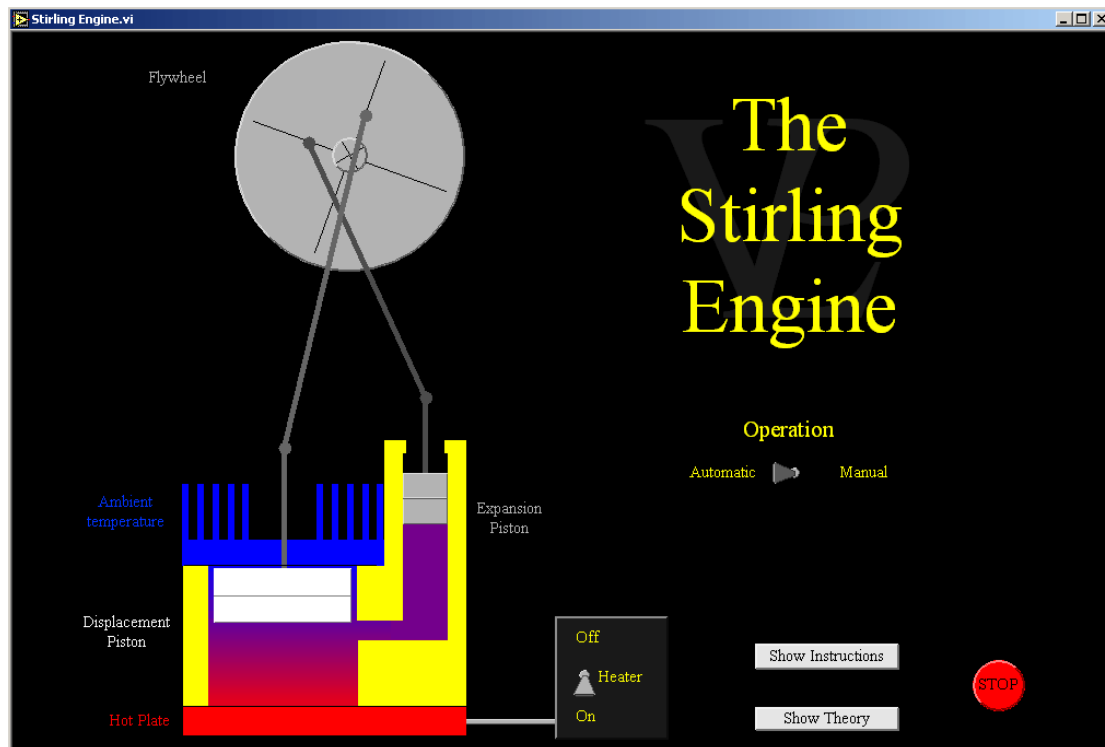 Stirling Engine.vi
Flywheel
The
Stirling
Engine
VP
Operation
Automatic
Manual
Ambient
temperature
Expansion
Piston
Displacement
Piston
Off
Heater
On
Hot Plate
Show Instructions
Show Theory
STOP